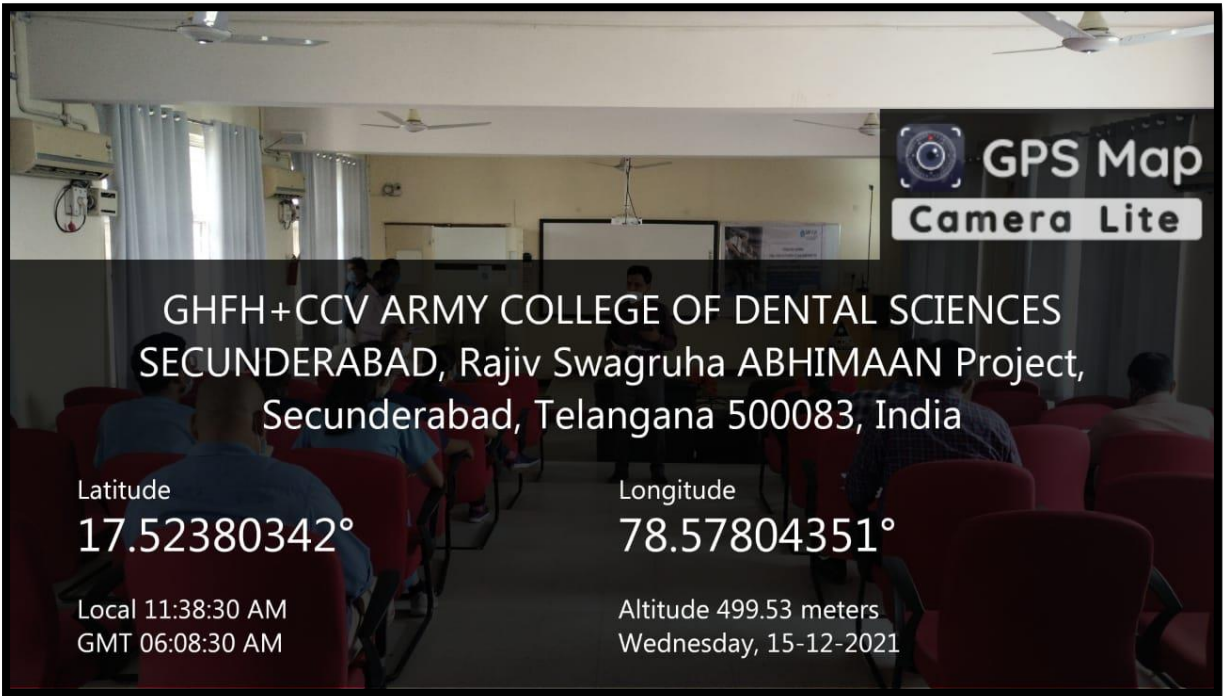 GPS Map
Camera Lite
GHFH+CCV ARMY COLLEGE OF DENTAL SCIENCES
SECUNDERABAD, Rajiv Swagruha ABHIMAAN Project,
Secunderabad, Telangana 500083, India
Latitude
17.52380342°
Longitude
78.57804351°
Local 11:38:30 AM
GMT 06:08:30 AM
Altitude 499.53 meters
Wednesday, 15-12-2021